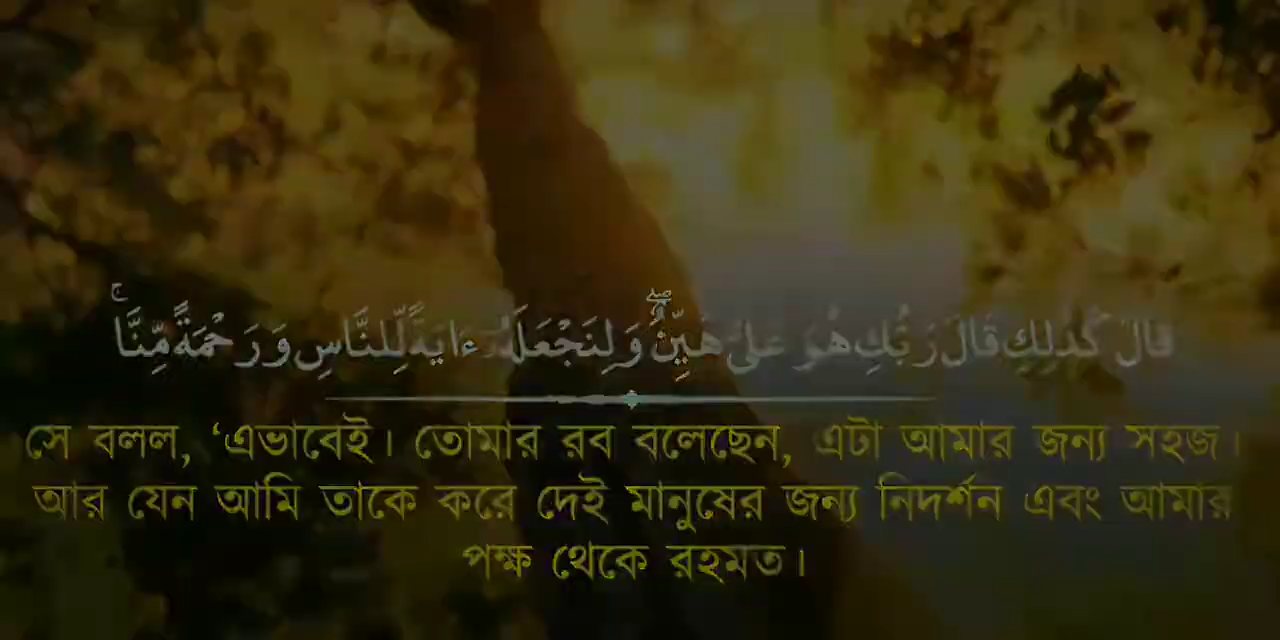 قَالَ كَذَٰلِكِ قَالَ رَبُّكِ هُوَ عَلَىَّ هَيِّنٌۖ وَلِنَجْعَلَهُۥٓ ءَايَةً لِّلنَّاسِ وَرَحْمَةً مِّنَّاۚ
সে বলল, ‘এভাবেই। তোমার রব বলেছেন, এটা আমার জন্য সহজ।
আর যেন আমি তাকে করে দেই মানুষের জন্য নিদর্শন এবং আমার
পক্ষ থেকে রহমত।